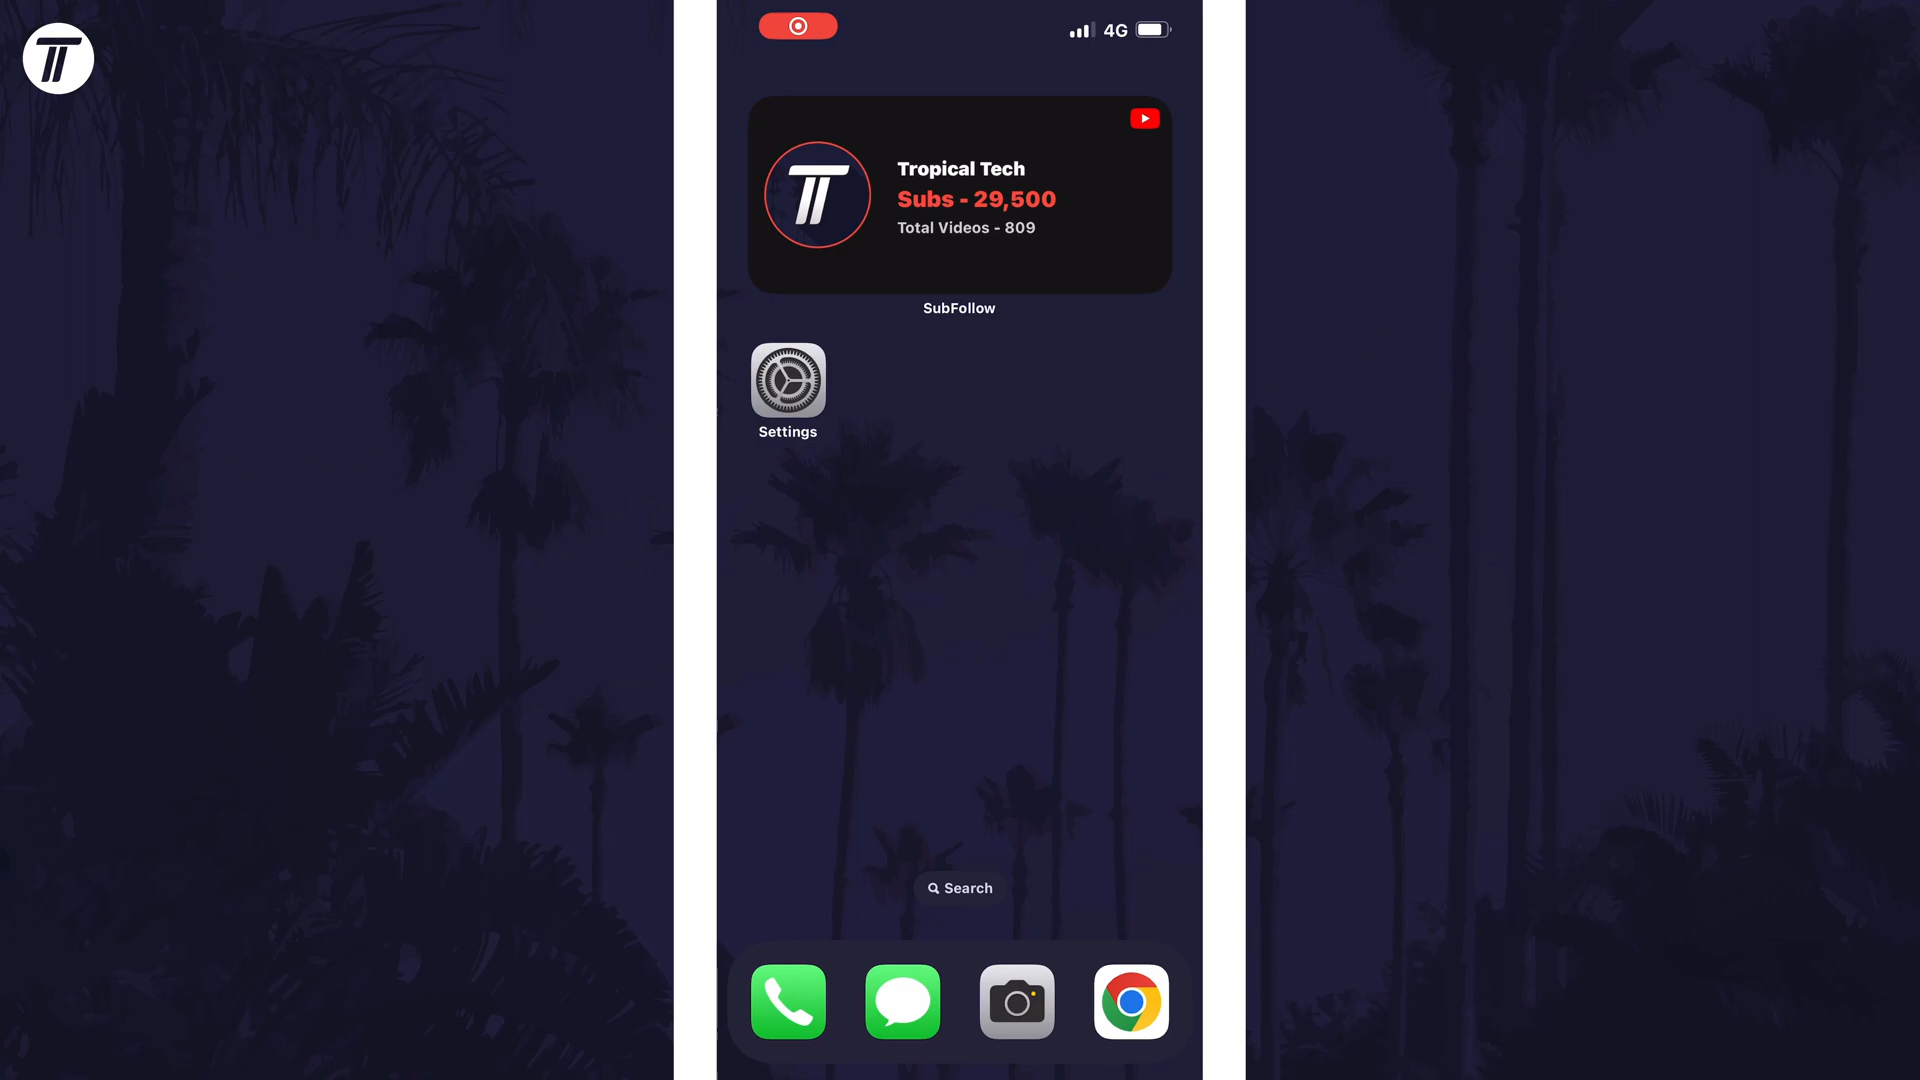 4G
Tropical Tech
Subs - 29,500
Total Videos - 809
SubFollow
Settings
Search